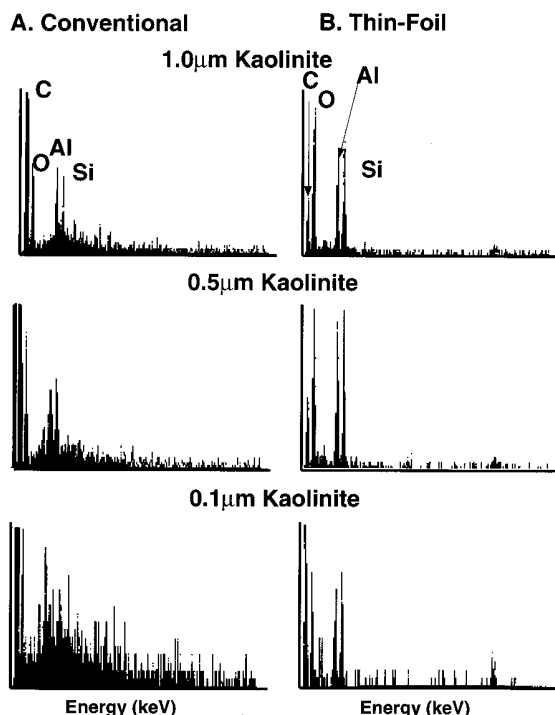 A. Conventional
B. Thin-Foil
1.0μm Kaolinite
C
O
Al
Si
C
O
Al
Si
0.5μm Kaolinite
0.1μm Kaolinite
Energy (keV)
Energy (keV)